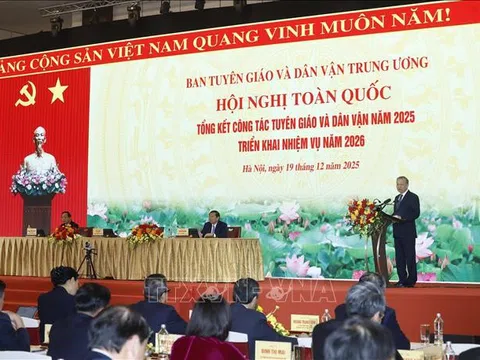 ĐẢNG CỘNG SẢN VIỆT NAM QUANG VINH MUÔN NĂM!
BAN TUYÊN GIÁO VÀ DÂN VẬN TRUNG ƯƠNG
HỘI NGHỊ TOÀN QUỐC
TỔNG KẾT CÔNG TÁC TUYÊN GIÁO VÀ DÂN VẬN NĂM 2025
TRIỂN KHAI NHIỆM VỤ NĂM 2026
Hà Nội, ngày 19 tháng 12 năm 2025